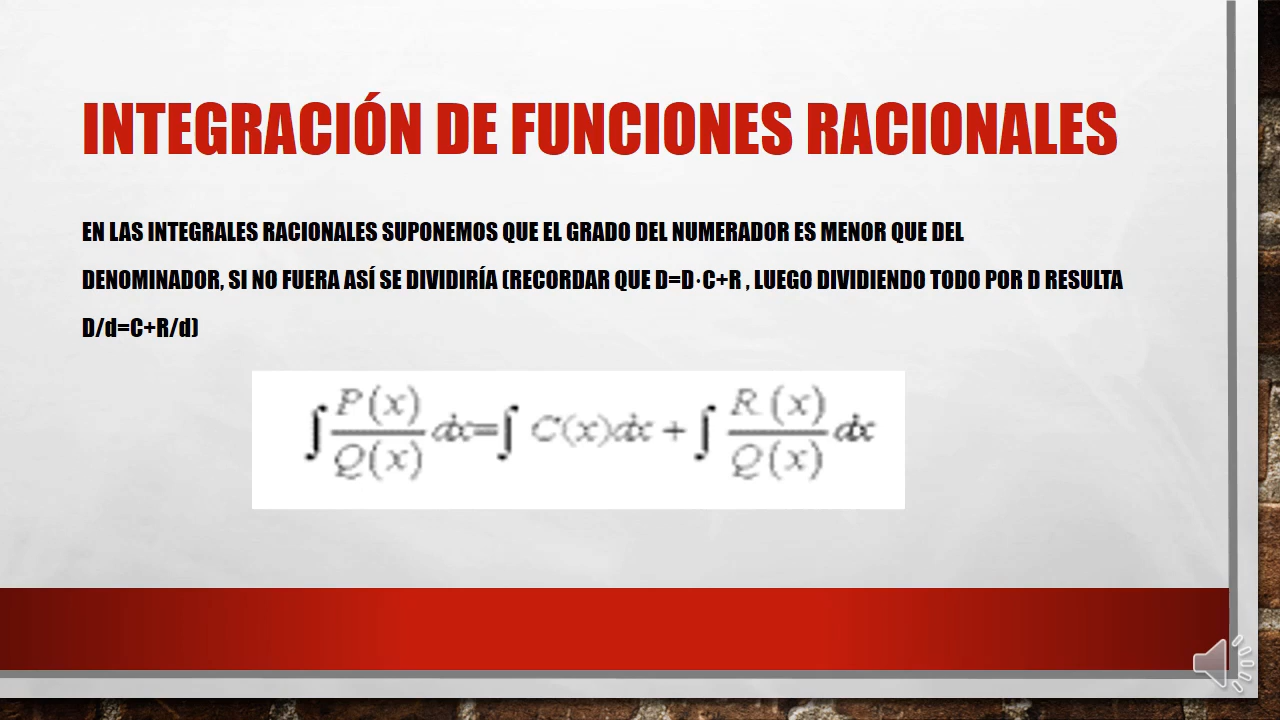 INTEGRACIÓN DE FUNCIONES RACIONALES
EN LAS INTEGRALES RACIONALES SUPONEMOS QUE EL GRADO DEL NUMERADOR ES MENOR QUE DEL
DENOMINADOR, SI NO FUERA ASÍ SE DIVIDIRÍA (RECORDAR QUE D=D·C+R , LUEGO DIVIDIENDO TODO POR D RESULTA
D/d=C+R/d)
∫ P(x)/Q(x) dx=∫ C(x)dx + ∫ R(x)/Q(x) dx